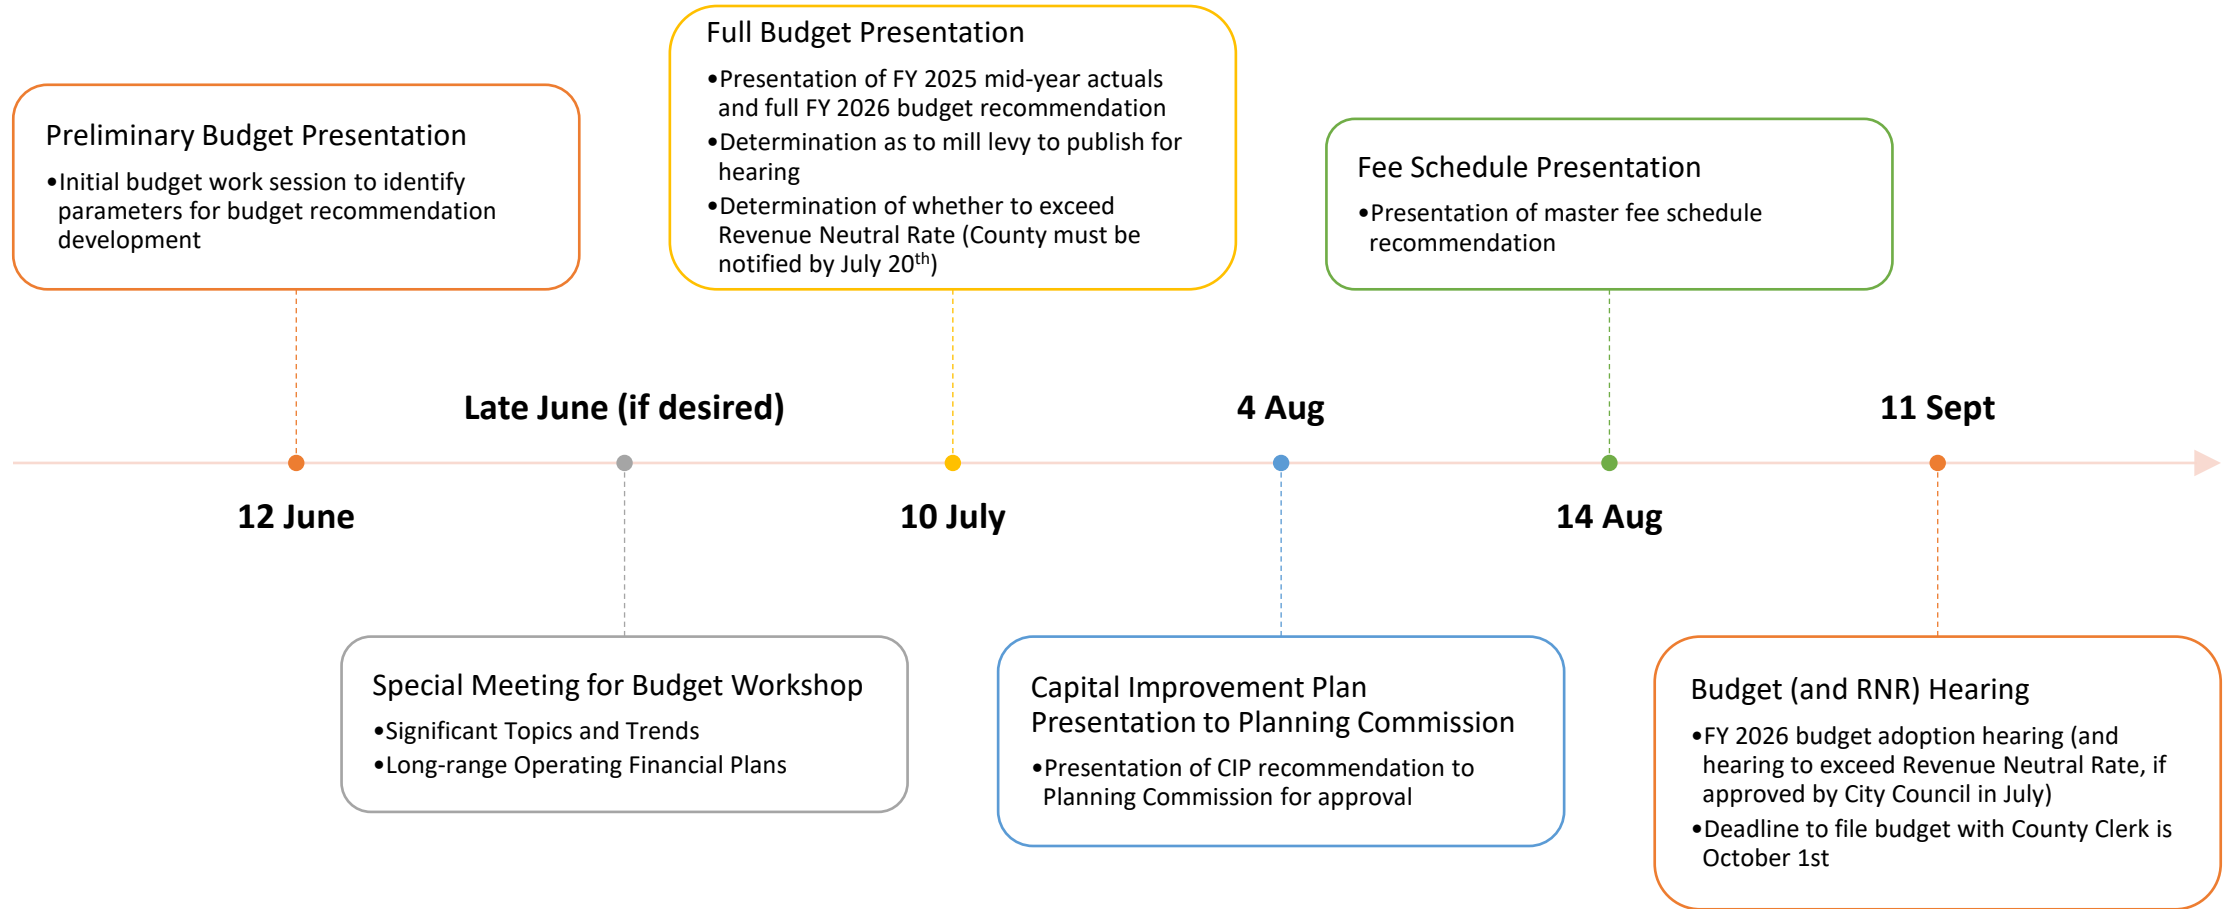 Preliminary Budget Presentation
•Initial budget work session to identify
parameters for budget recommendation
development
12 June
Late June (if desired)
Special Meeting for Budget Workshop
•Significant Topics and Trends
•Long-range Operating Financial Plans
Full Budget Presentation
•Presentation of FY 2025 mid-year actuals
and full FY 2026 budget recommendation
•Determination as to mill levy to publish for
hearing
•Determination of whether to exceed
Revenue Neutral Rate (County must be
notified by July 20th)
10 July
4 Aug
Capital Improvement Plan
Presentation to Planning Commission
•Presentation of CIP recommendation to
Planning Commission for approval
Fee Schedule Presentation
•Presentation of master fee schedule
recommendation
14 Aug
11 Sept
Budget (and RNR) Hearing
•FY 2026 budget adoption hearing (and
hearing to exceed Revenue Neutral Rate, if
approved by City Council in July)
•Deadline to file budget with County Clerk is
October 1st